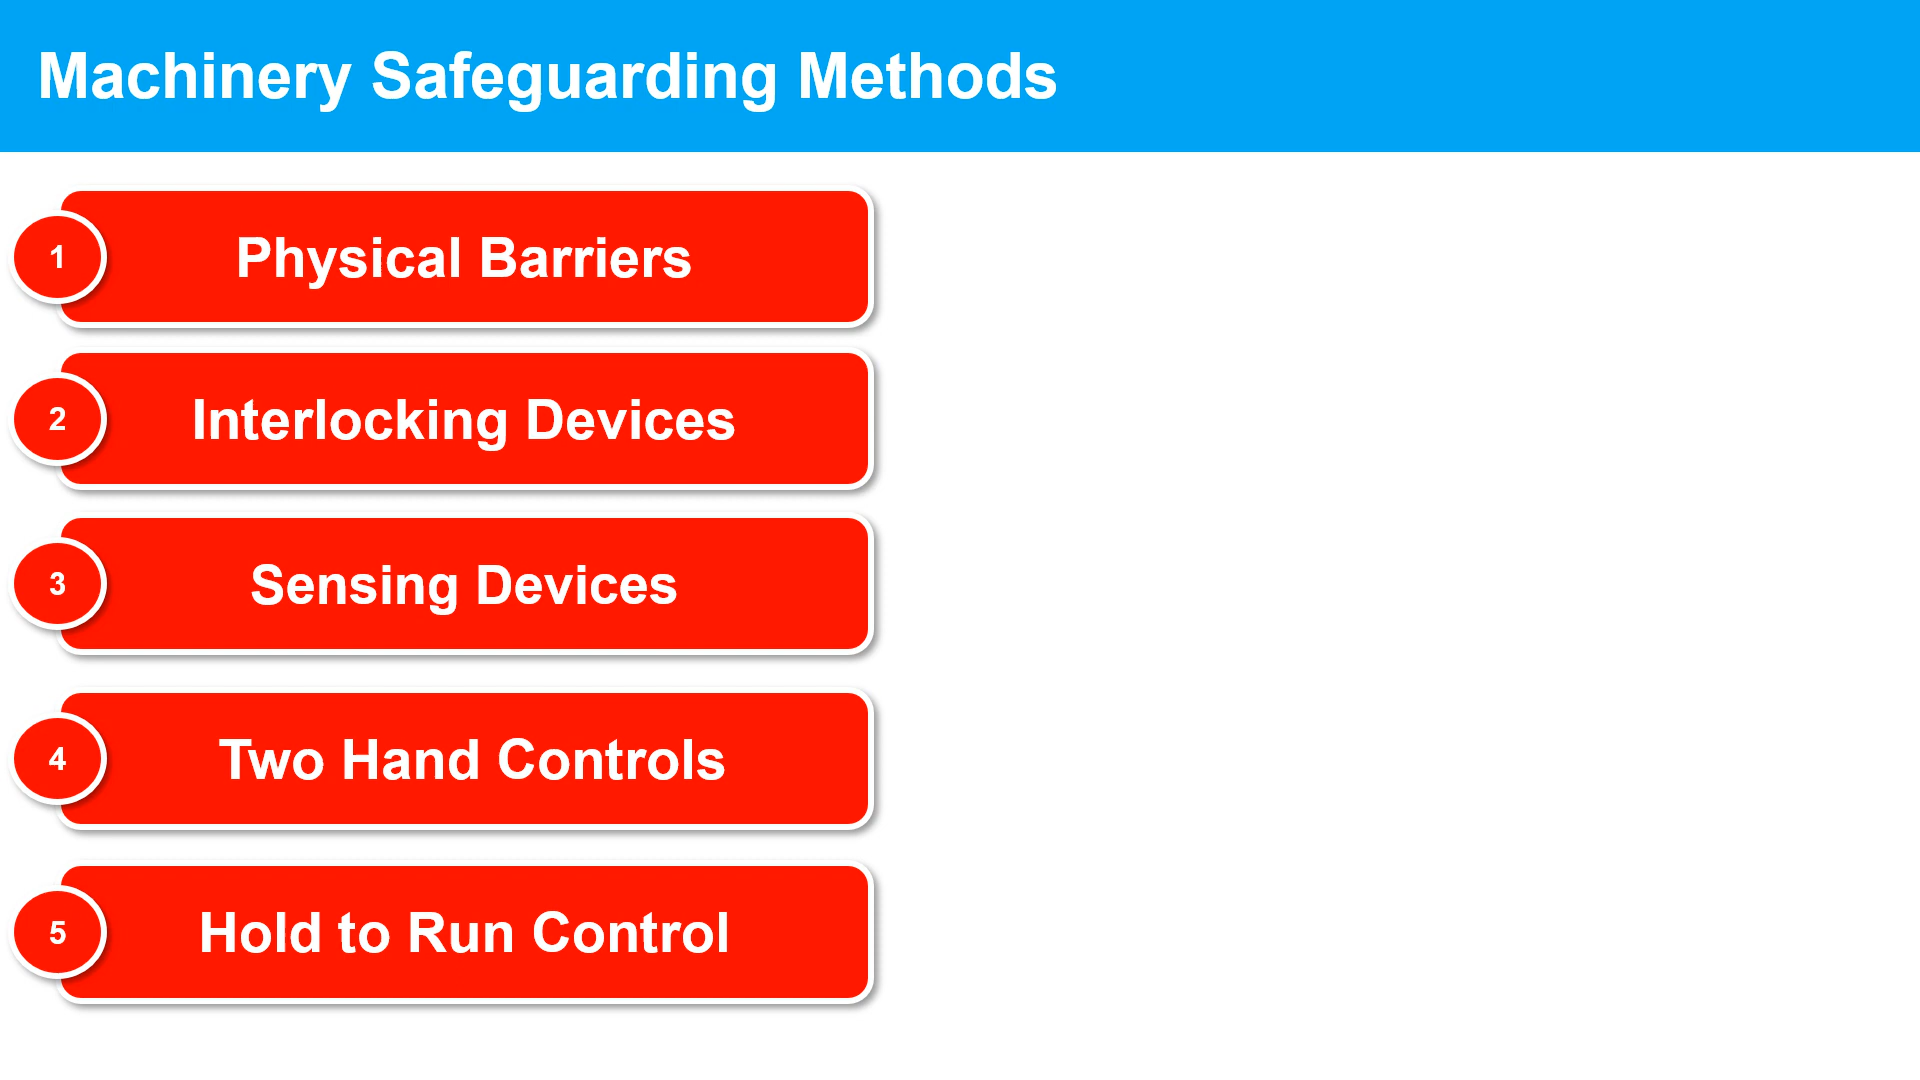 Machinery Safeguarding Methods
1
Physical Barriers
2
Interlocking Devices
3
Sensing Devices
4
Two Hand Controls
5
Hold to Run Control